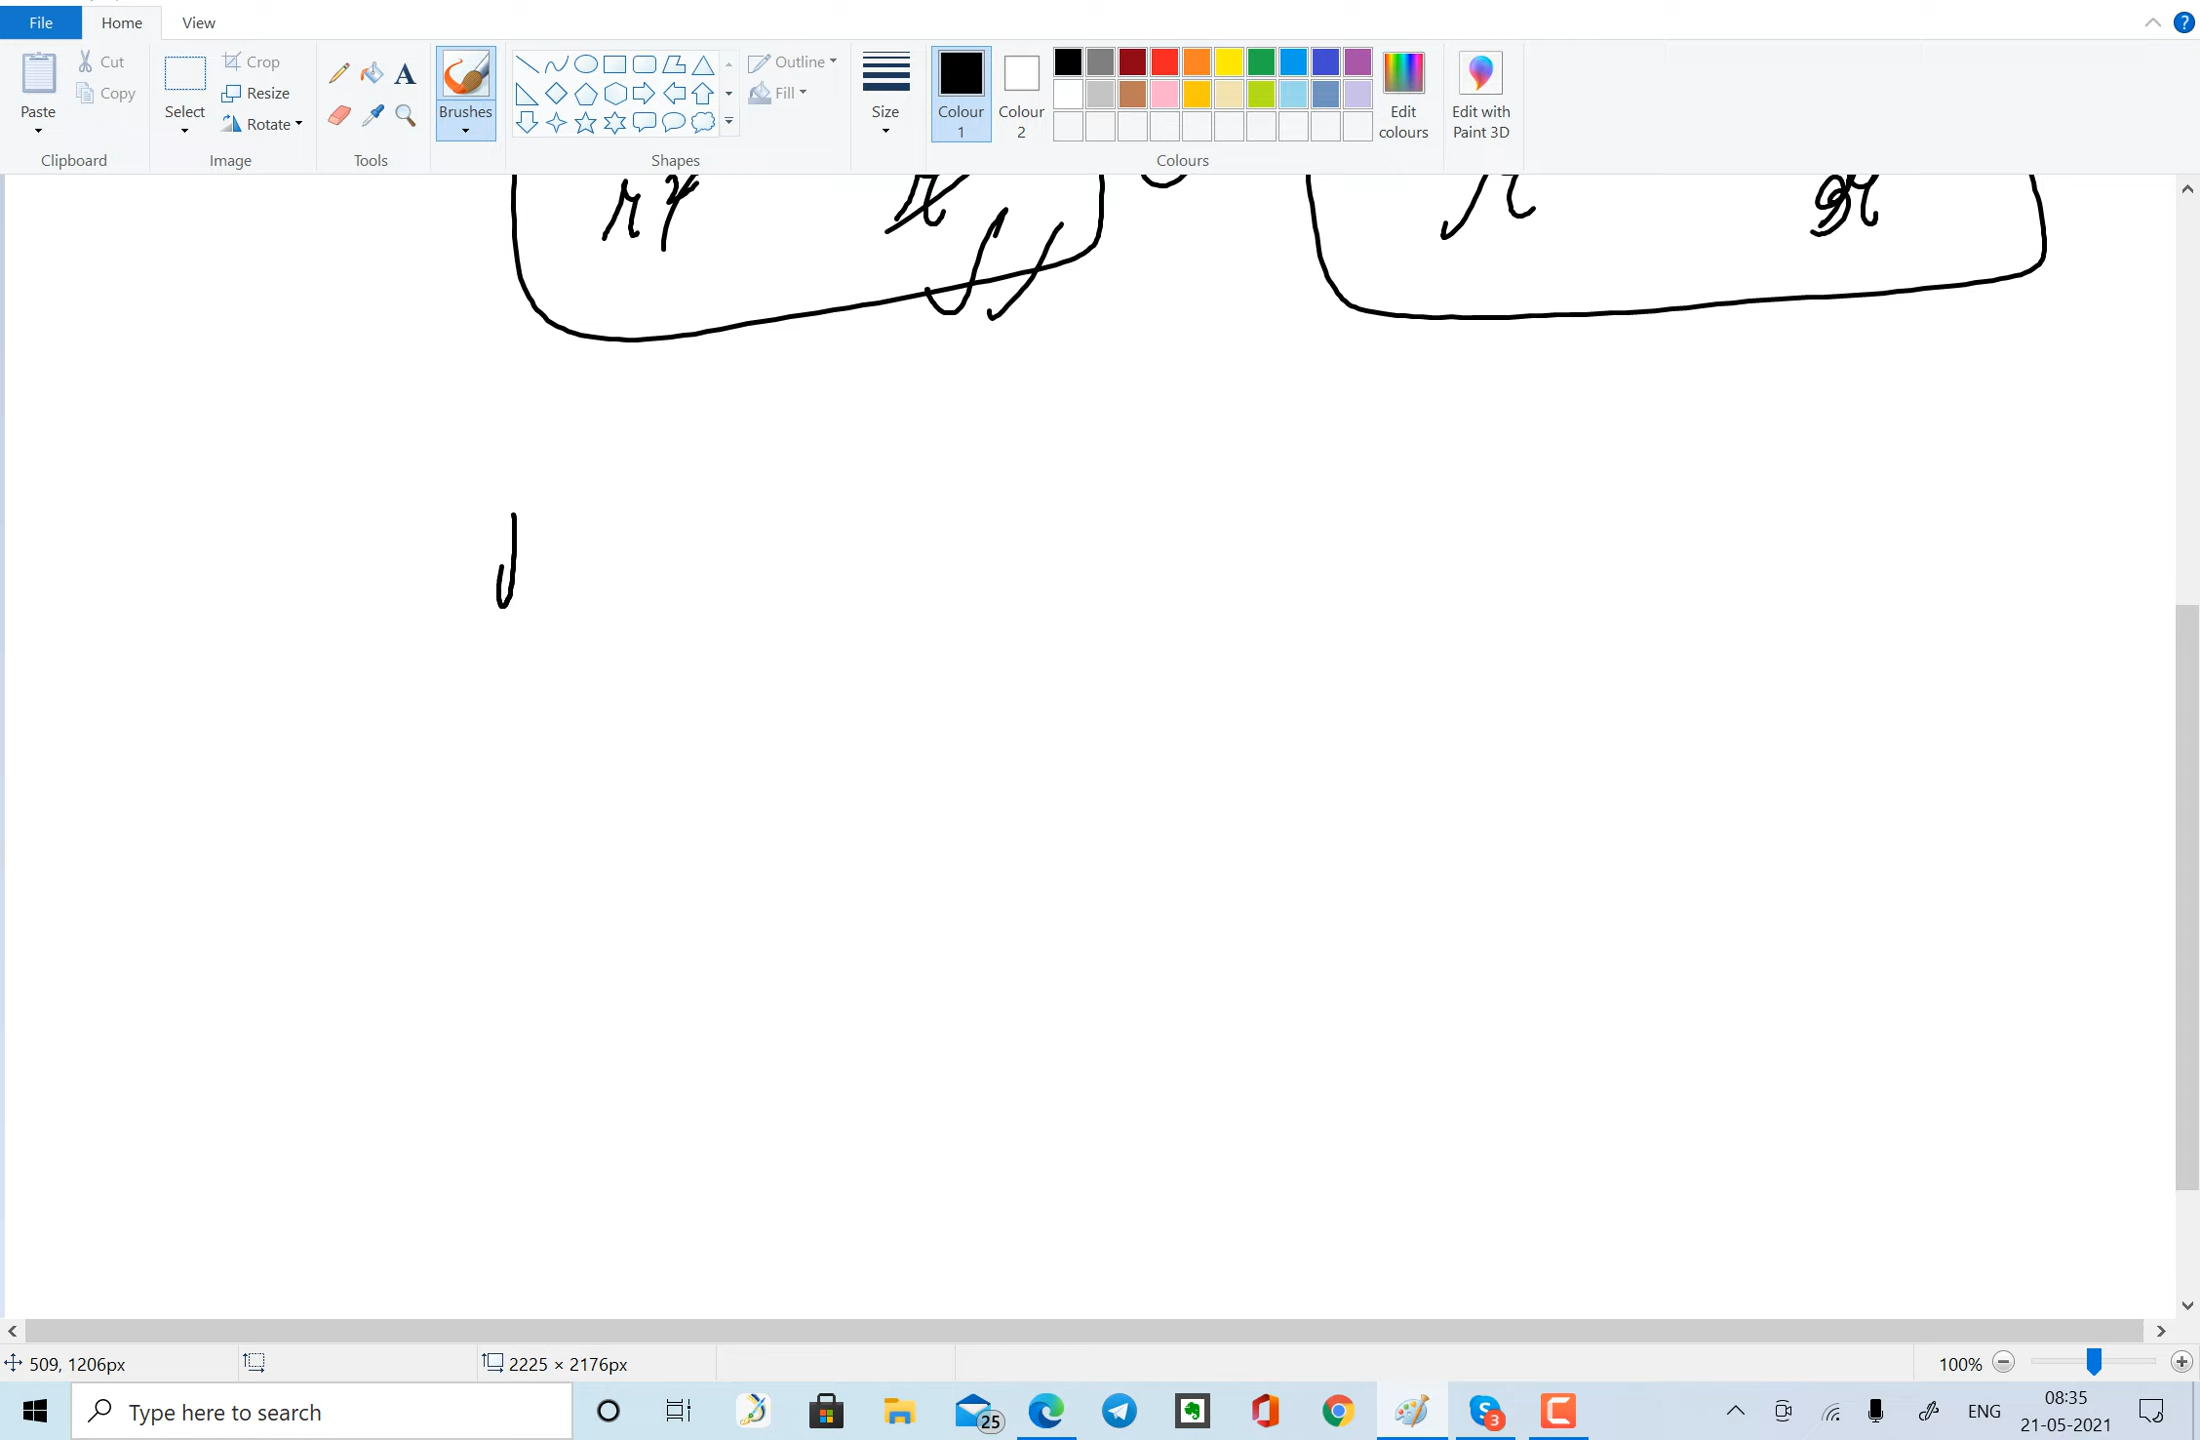 File Home View
Paste Cut Copy Select Crop Resize Rotate Brushes Outline Fill Size Colour 1 Colour 2 Edit colours Edit with Paint 3D
Clipboard Image Tools Shapes Colours
509, 1206px 2225 × 2176px 100%
Type here to search 25 3 ENG 08:35
21-05-2021